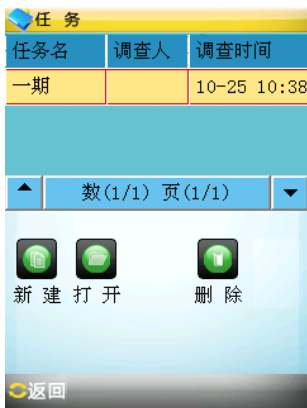 任 务
任务名 调查人 调查时间
一期 10-25 10:38
数(1/1) 页(1/1)
新 建 打 开 删 除
返回